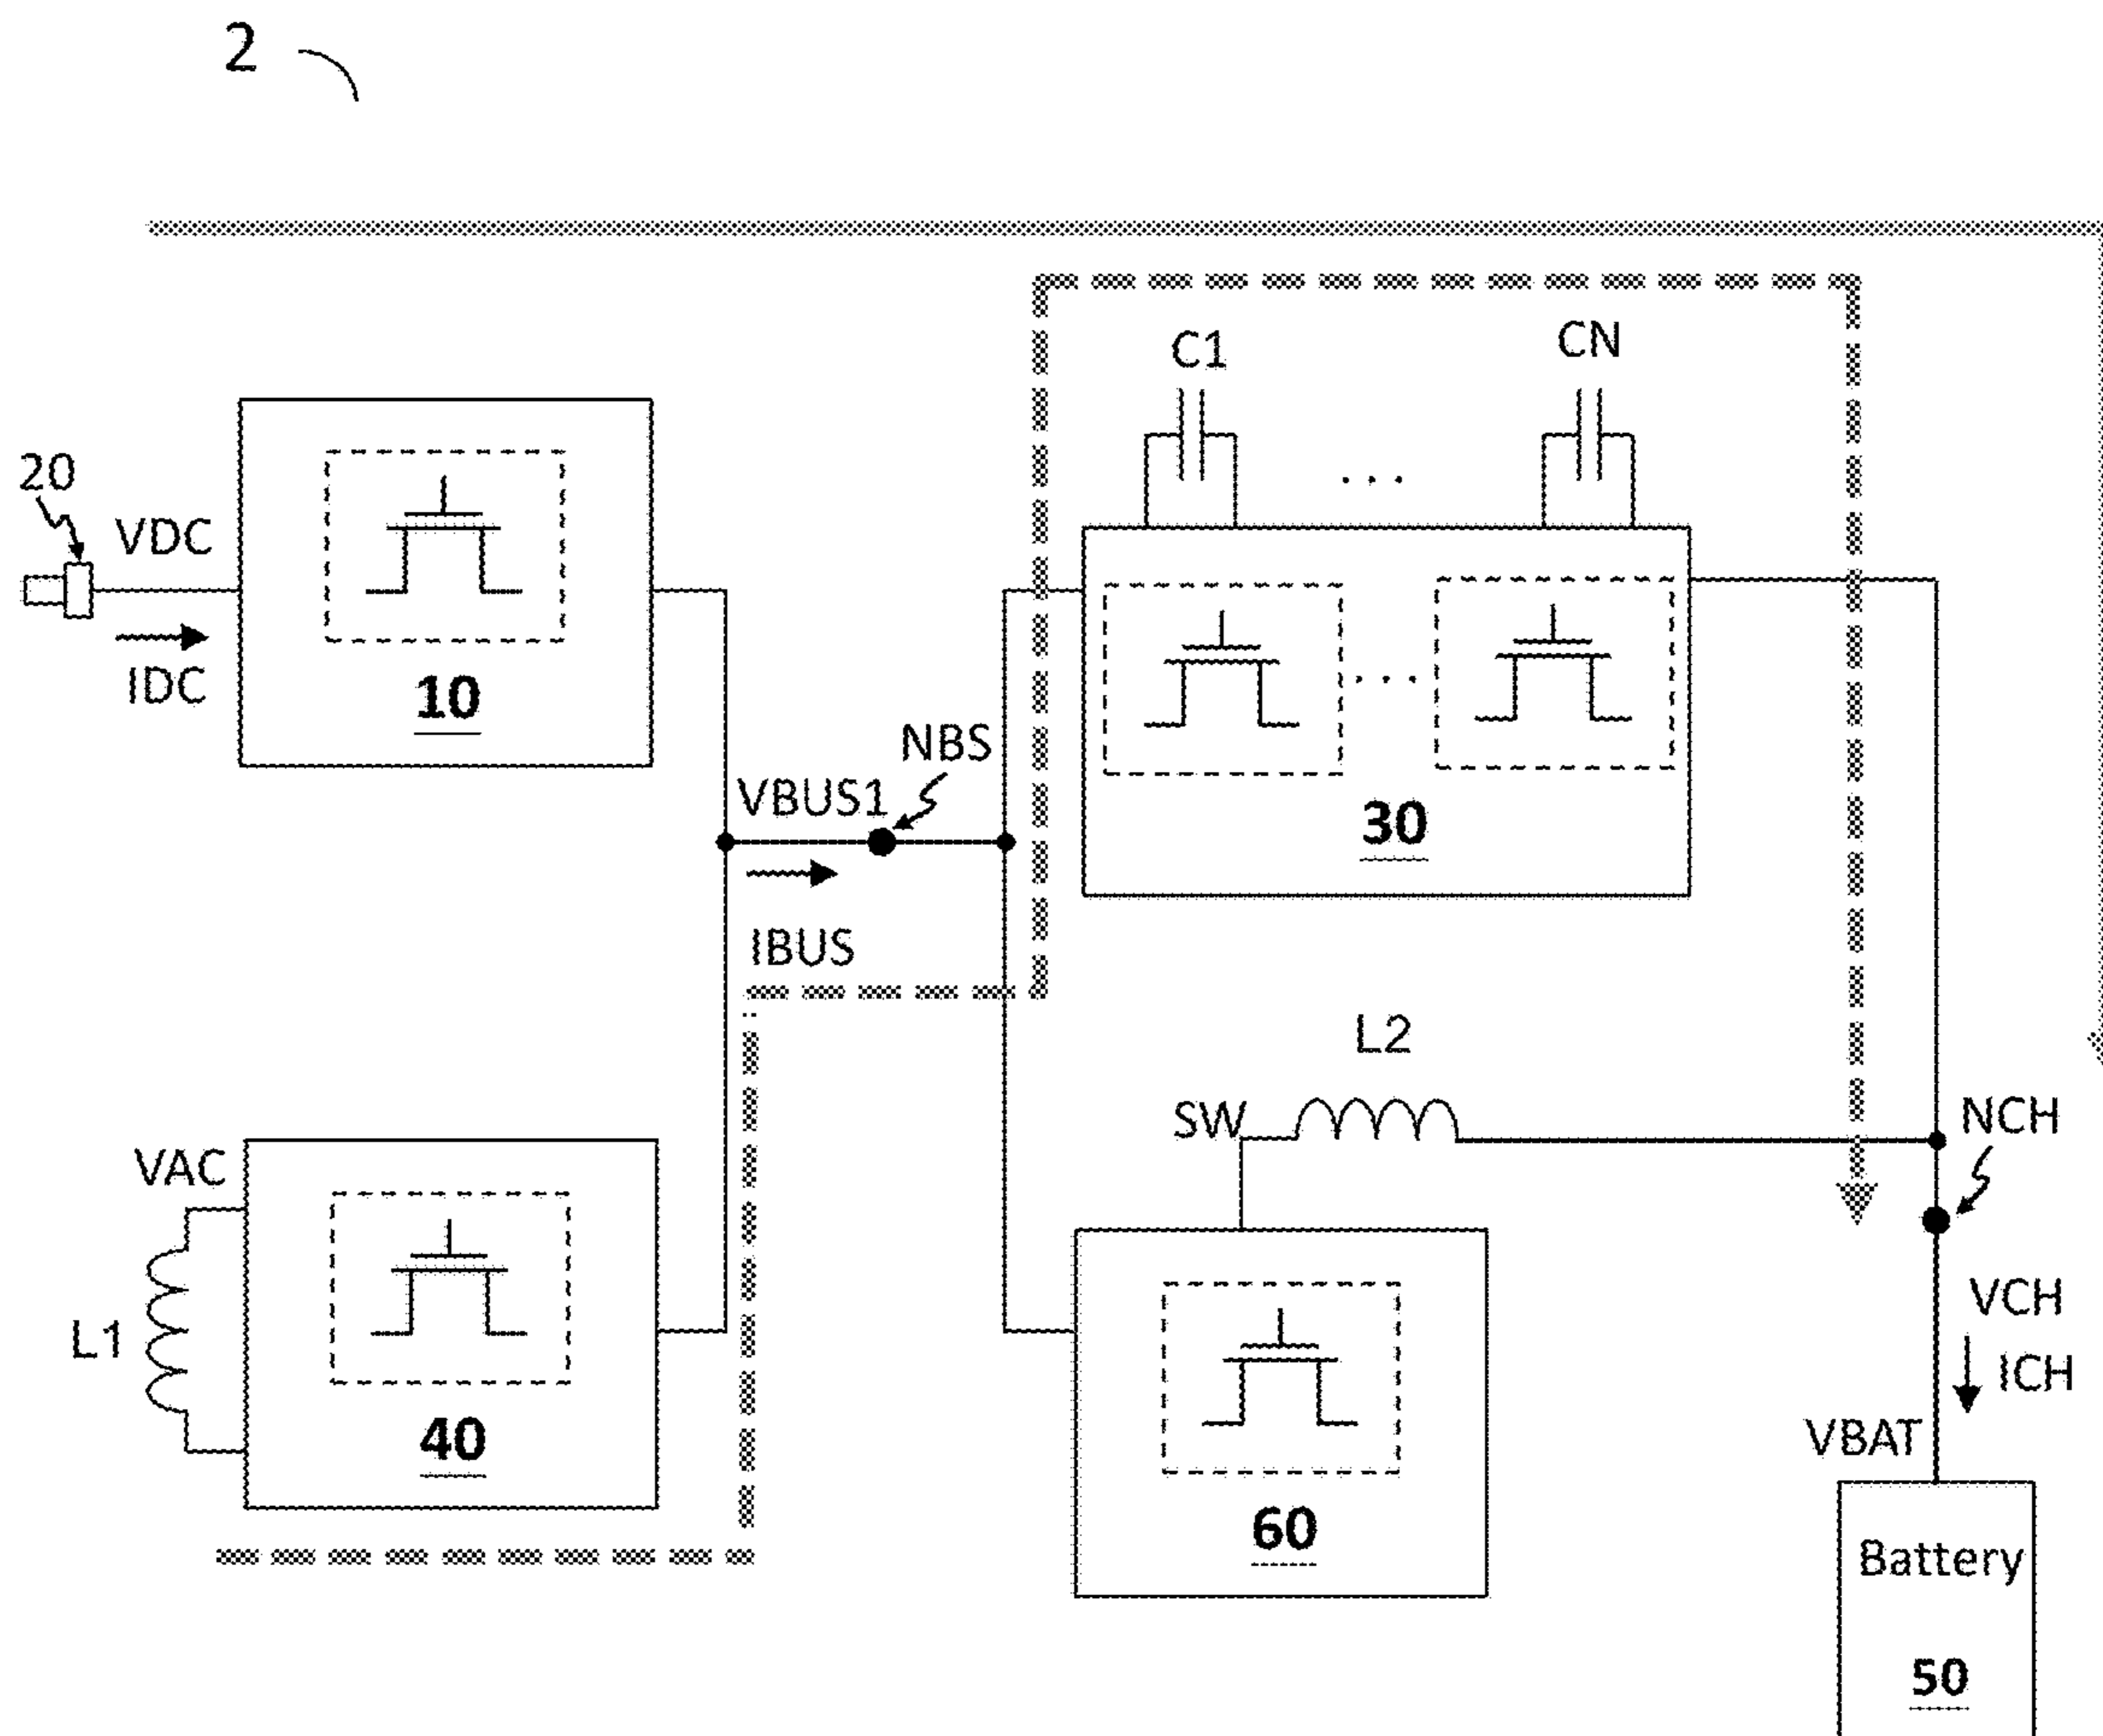 2
C1
CN
20
VDC
IDC
10
NBS
VBUS1
30
IBUS
L2
SW
NCH
VAC
L1
40
VCH
ICH
VBAT
60
Battery
50